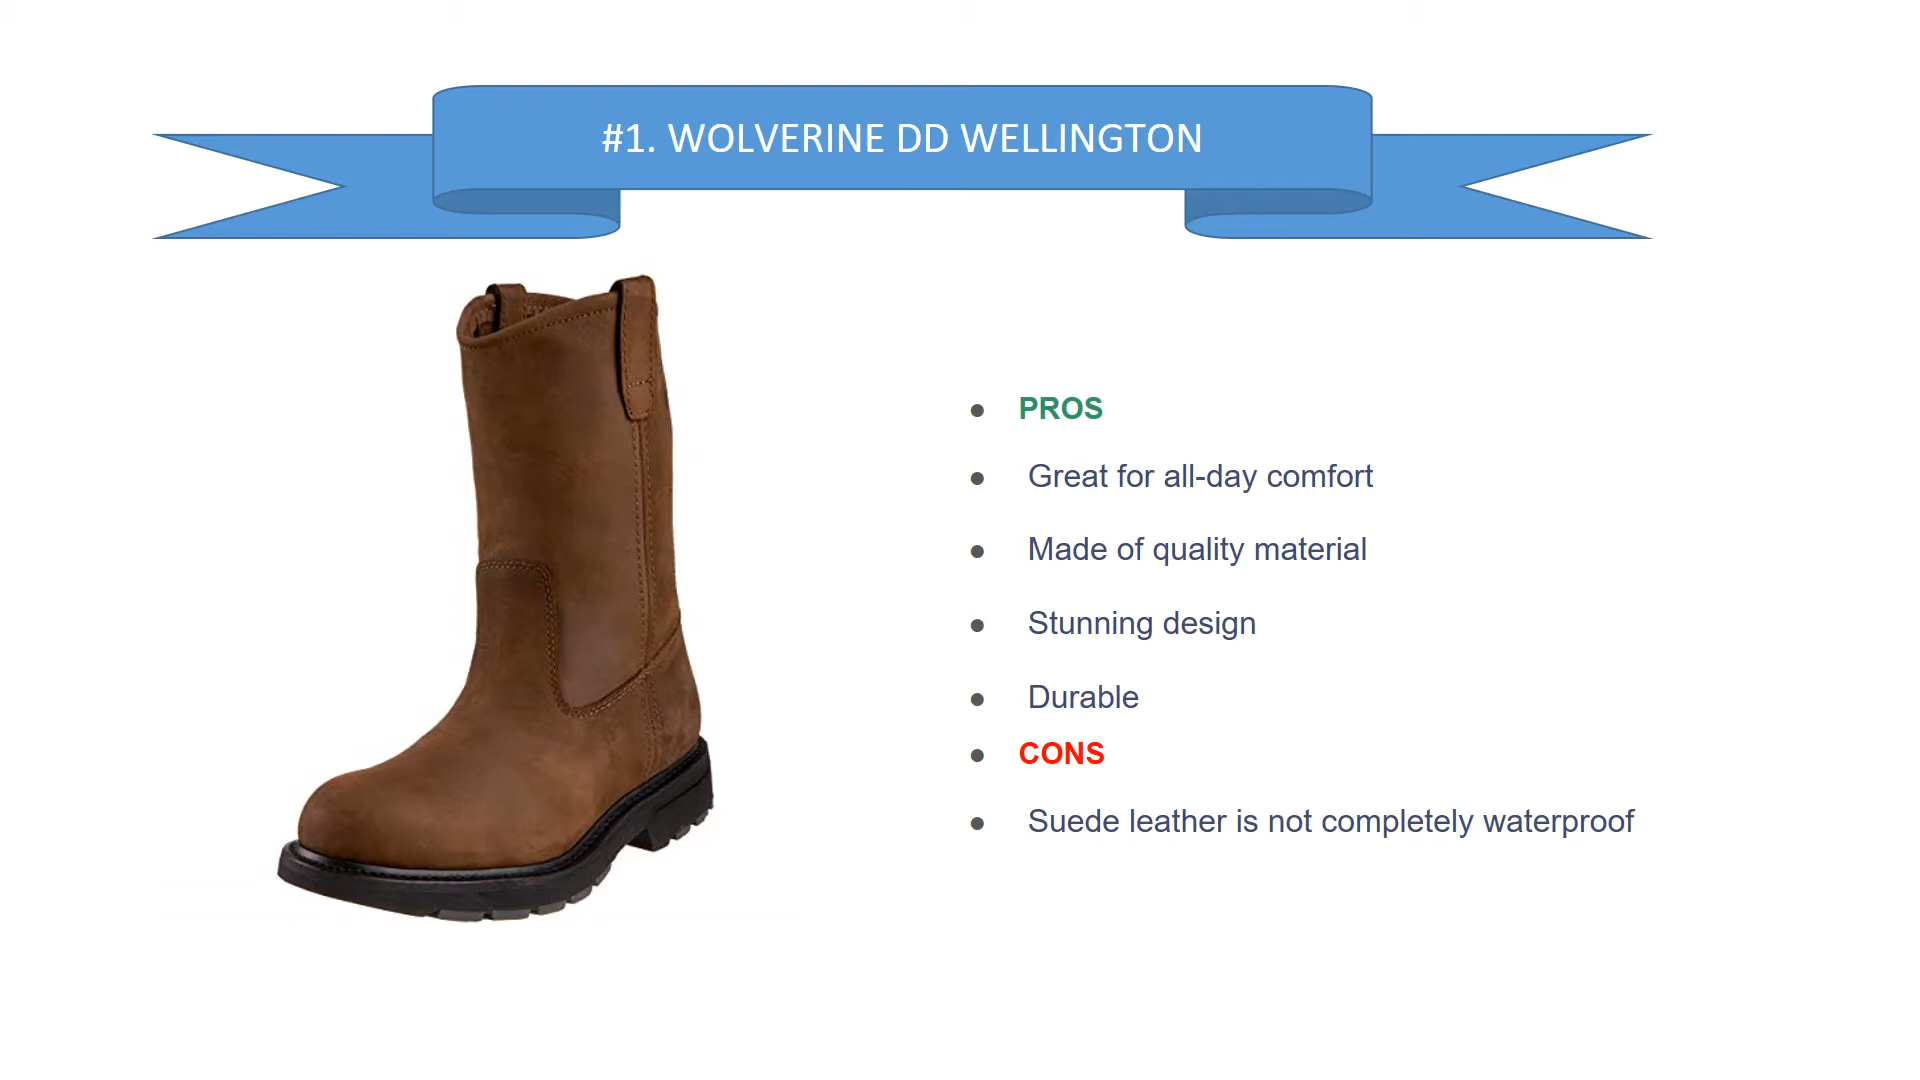 #1. WOLVERINE DD WELLINGTON
● PROS
● Great for all-day comfort
● Made of quality material
● Stunning design
● Durable
● CONS
● Suede leather is not completely waterproof